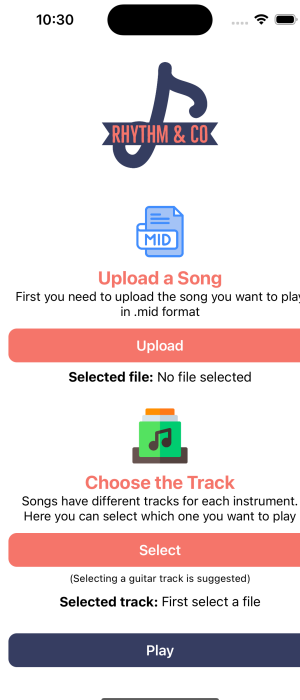 10:30
RHYTHM & CO
MID
Upload a Song
First you need to upload the song you want to play
in .mid format
Upload
Selected file: No file selected
Choose the Track
Songs have different tracks for each instrument.
Here you can select which one you want to play
Select
(Selecting a guitar track is suggested)
Selected track: First select a file
Play